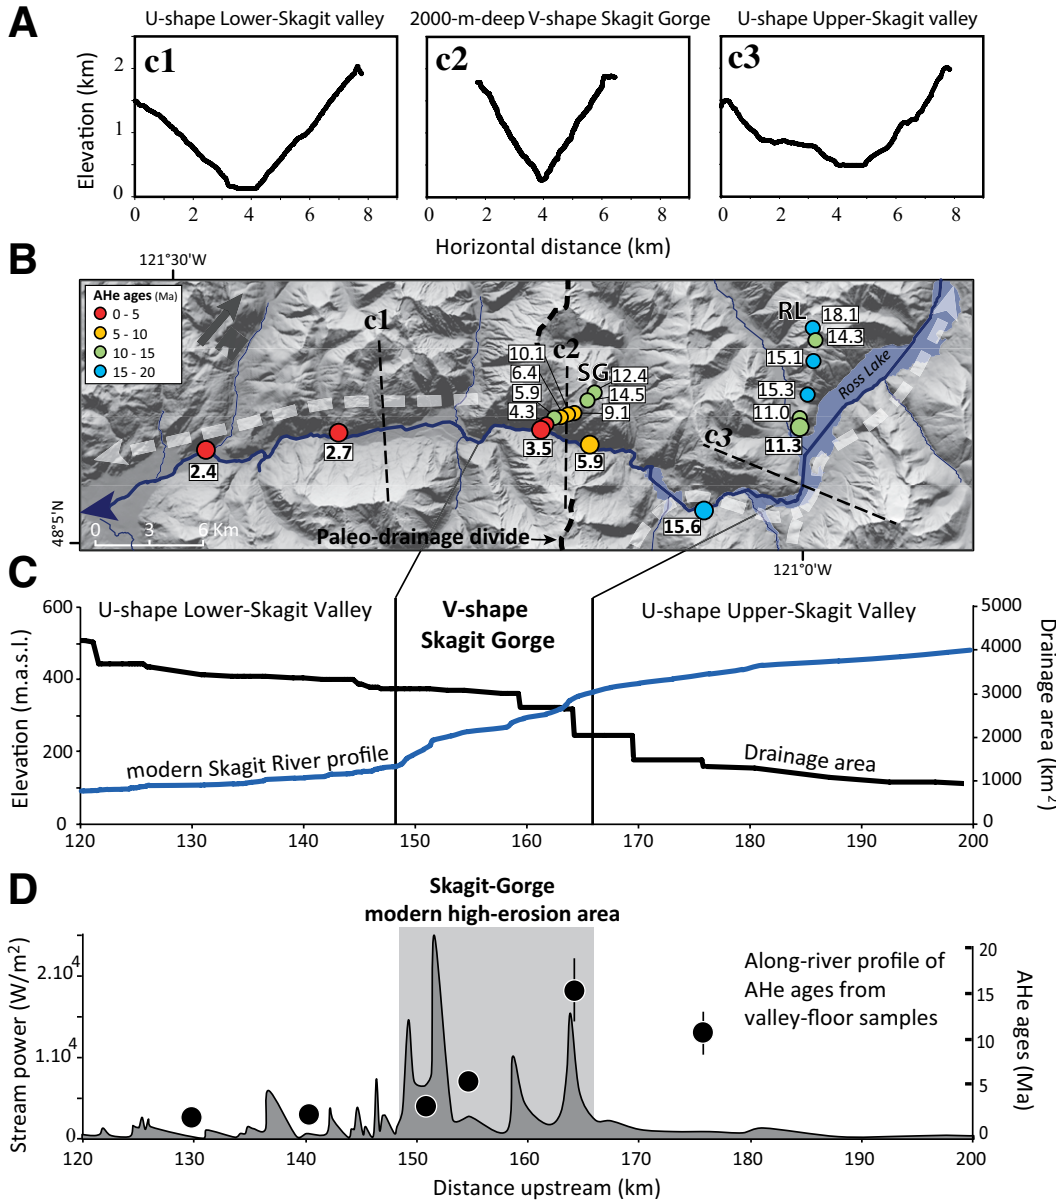 A
U-shape Lower-Skagit valley
2000-m-deep V-shape Skagit Gorge
U-shape Upper-Skagit valley
Elevation (km)
2
1
0
c1
c2
c3
0 2 4 6 8
2000 2 4 6 8
0 2 4 6 8
Horizontal distance (km)
B
121°30'W
AHe ages (Ma)
0 - 5
5 - 10
10 - 15
15 - 20
c1
c2
SG
RL
c3
10.1
6.4
5.9
4.3
3.5
12.4
14.5
9.1
5.9
18.1
14.3
15.1
15.3
11.0
11.3
15.6
2.4
2.7
Ross Lake
Paleo-drainage divide
0 3 6 Km
48°5'N
121°0'W
C
U-shape Lower-Skagit Valley
V-shape
Skagit Gorge
U-shape Upper-Skagit Valley
Elevation (m.a.s.l.)
600
400
200
0
modern Skagit River profile
Drainage area
5000
4000
3000
2000
1000
0
Drainage area (km²)
120 130 140 150 160 170 180 190 200
D
Skagit-Gorge
modern high-erosion area
Stream power (W/m²)
2.10⁴
1.10⁴
0
Along-river profile of
AHe ages from
valley-floor samples
20
15
10
5
0
AHe ages (Ma)
120 130 140 150 160 170 180 190 200
Distance upstream (km)